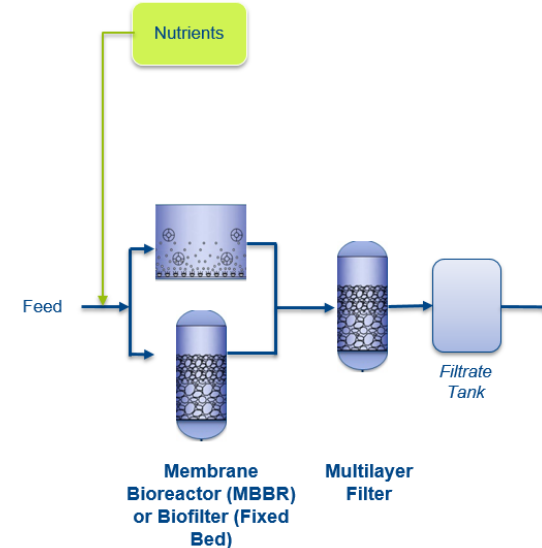 Nutrients
Feed
Filtrate
Tank
Membrane
Bioreactor (MBBR)
or Biofilter (Fixed
Bed)
Multilayer
Filter